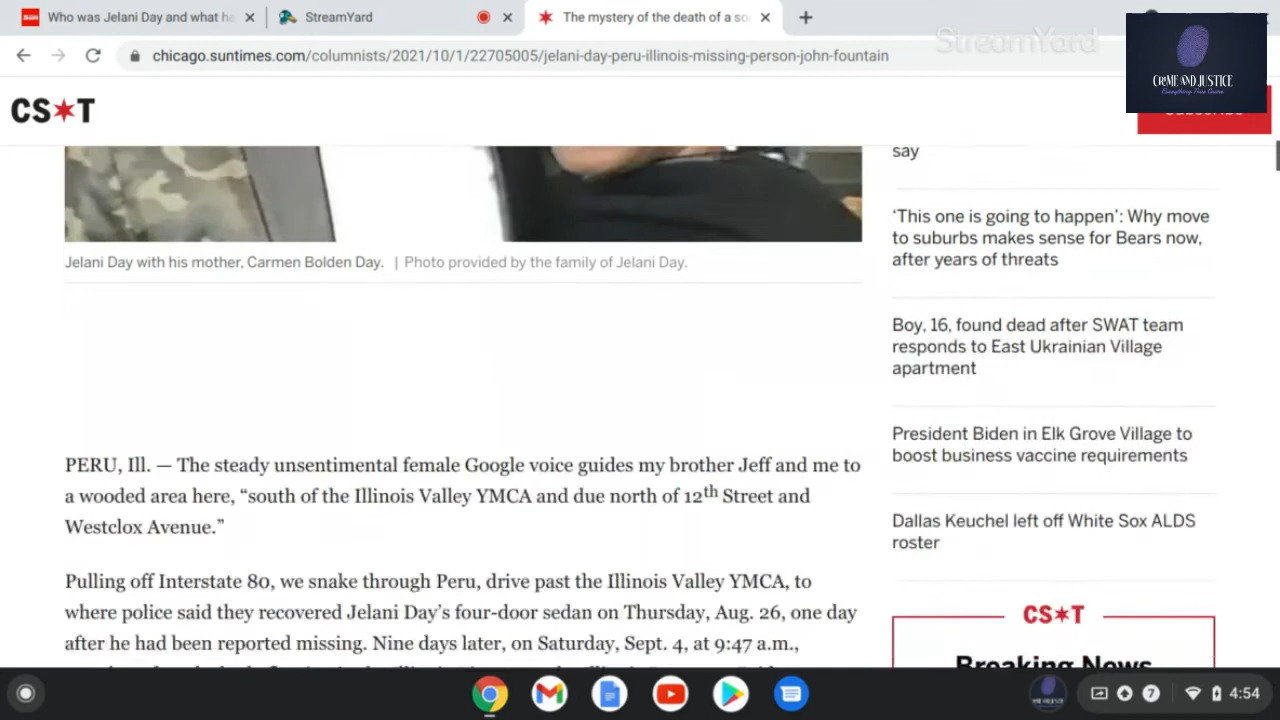 Who was Jelani Day and what ha
StreamYard
The mystery of the death of a so
StreamYard
chicago.suntimes.com/columnists/2021/10/1/22705005/jelani-day-peru-illinois-missing-person-john-fountain
CRIME AND JUSTICE
Everything True Crime
CS T
say
‘This one is going to happen’: Why move
to suburbs makes sense for Bears now,
after years of threats
Jelani Day with his mother, Carmen Bolden Day. | Photo provided by the family of Jelani Day.
Boy, 16, found dead after SWAT team
responds to East Ukrainian Village
apartment
President Biden in Elk Grove Village to
boost business vaccine requirements
PERU, Ill. — The steady unsentimental female Google voice guides my brother Jeff and me to
a wooded area here, “south of the Illinois Valley YMCA and due north of 12th Street and
Westclox Avenue.”
Dallas Keuchel left off White Sox ALDS
roster
Pulling off Interstate 80, we snake through Peru, drive past the Illinois Valley YMCA, to
where police said they recovered Jelani Day’s four-door sedan on Thursday, Aug. 26, one day
after he had been reported missing. Nine days later, on Saturday, Sept. 4, at 9:47 a.m.,
CS T
Breaking News
7
4:54